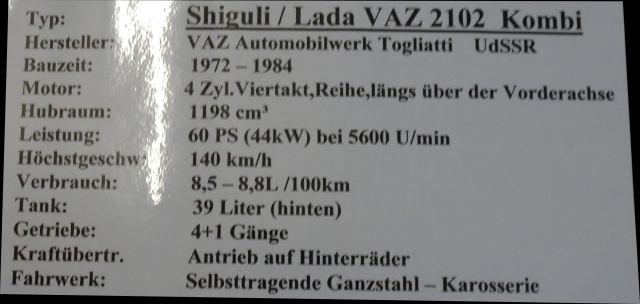 Typ: Shiguli / Lada VAZ 2102 Kombi
Hersteller: VAZ Automobilwerk Togliatti UdSSR
Bauzeit: 1972 – 1984
Motor: 4 Zyl.Viertakt,Reihe,längs über der Vorderachse
Hubraum: 1198 cm³
Leistung: 60 PS (44kW) bei 5600 U/min
Höchstgeschw: 140 km/h
Verbrauch: 8,5 – 8,8L /100km
Tank: 39 Liter (hinten)
Getriebe: 4+1 Gänge
Kraftübertr. Antrieb auf Hinterräder
Fahrwerk: Selbsttragende Ganzstahl – Karosserie